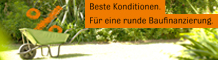 Beste Konditionen.
Für eine runde Baufinanzierung.
%